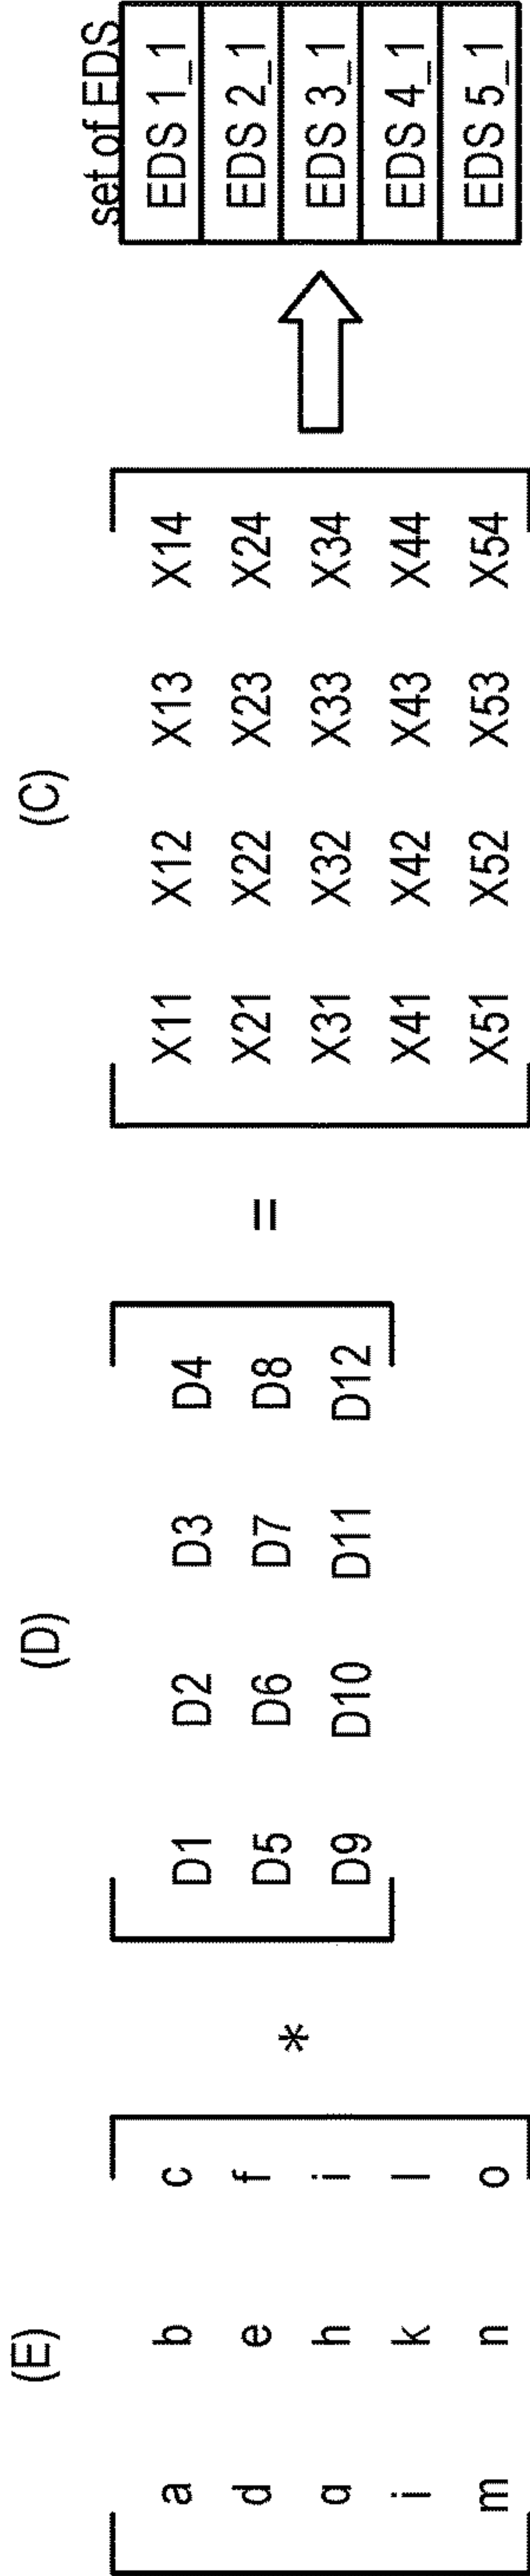 (E) (D) (C) set of EDS
a b c D1 D2 D3 D4 X11 X12 X13 X14 EDS 1_1
d e f * D5 D6 D7 D8 = X21 X22 X23 X24 EDS 2_1
g h i D9 D10 D11 D12 X31 X32 X33 X34 EDS 3_1
j k l X41 X42 X43 X44 EDS 4_1
m n o X51 X52 X53 X54 EDS 5_1